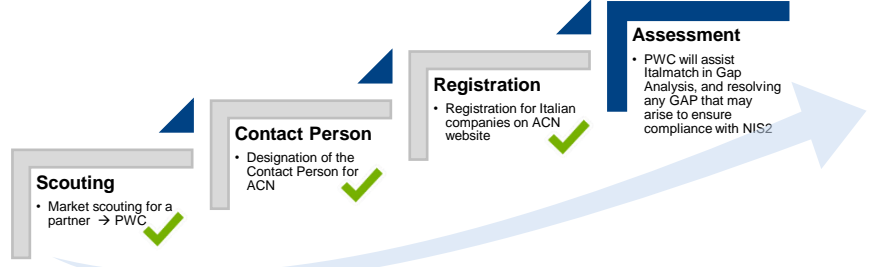 Scouting
• Market scouting for a
partner → PWC
Contact Person
• Designation of the
Contact Person for
ACN
Registration
• Registration for Italian
companies on ACN
website
Assessment
• PWC will assist
Italmatch in Gap
Analysis, and resolving
any GAP that may
arise to ensure
compliance with NIS2